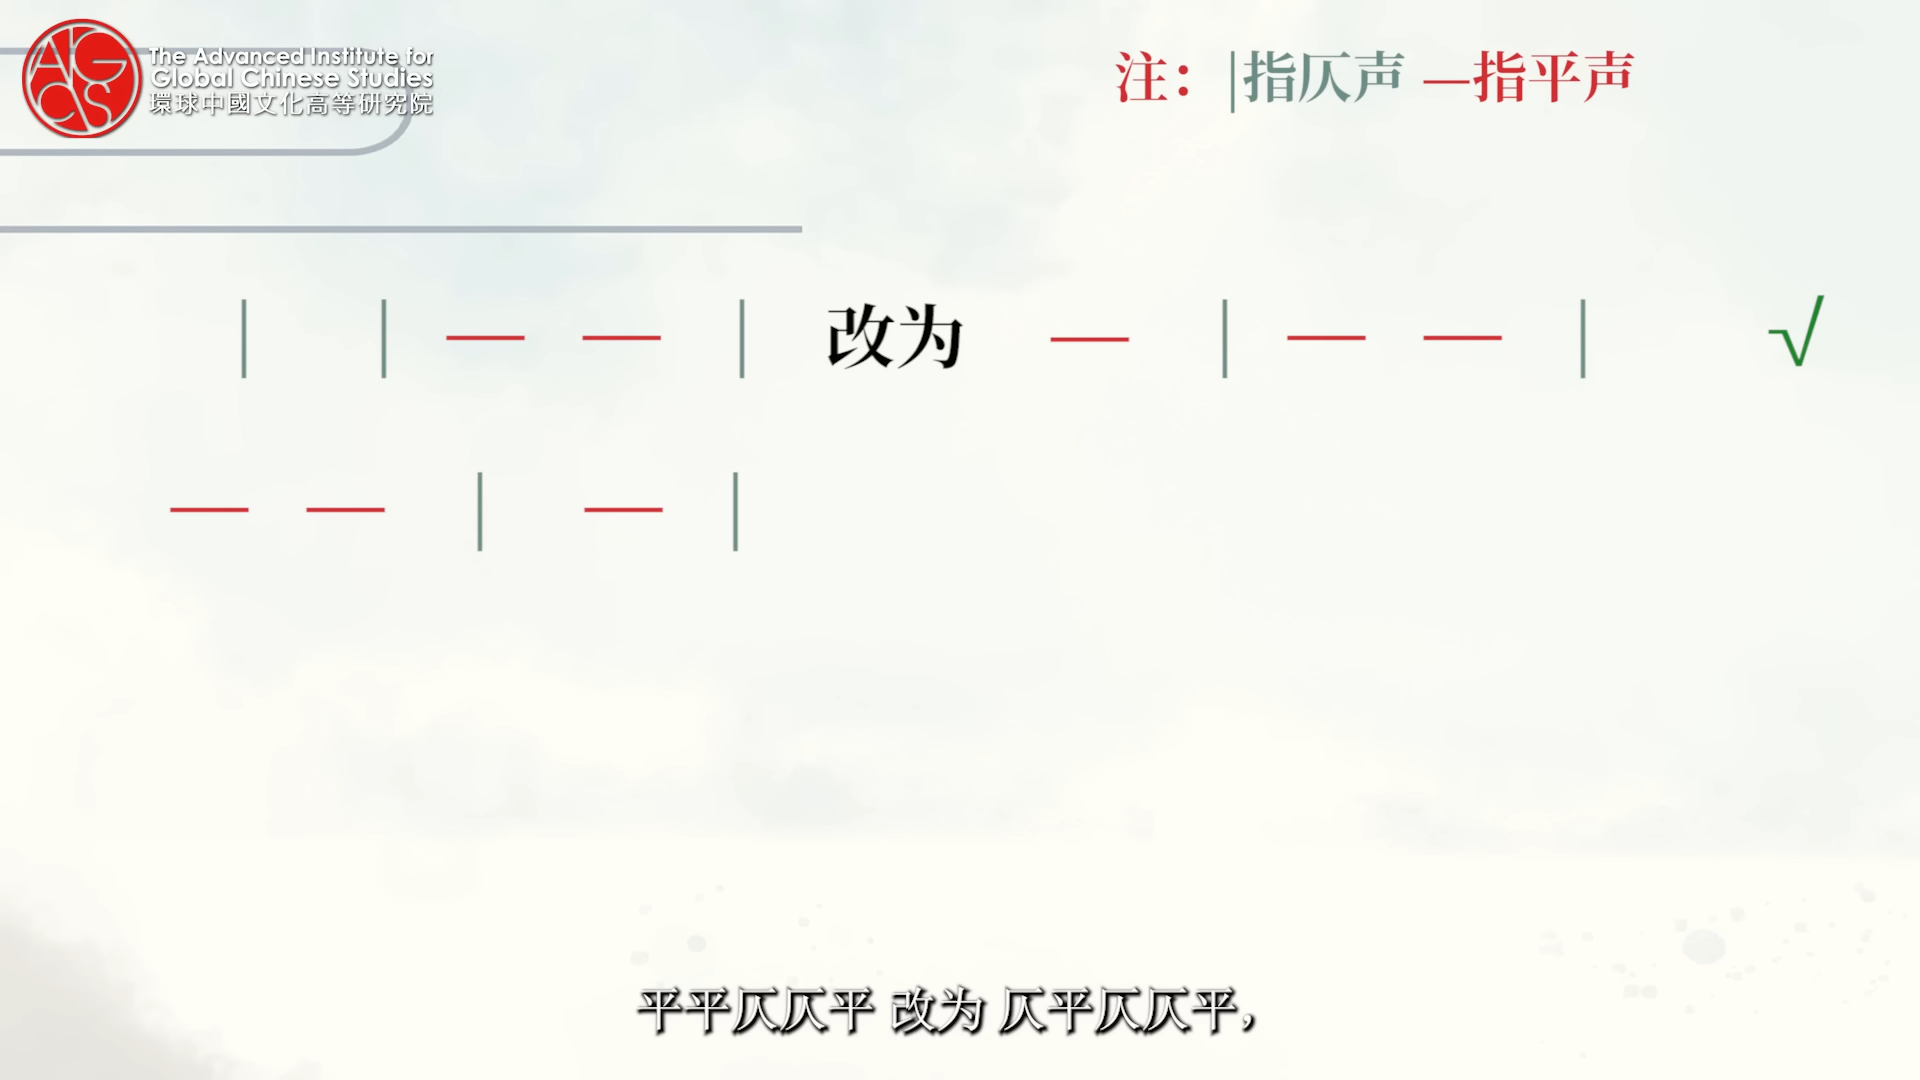 The Advanced Institute for
Global Chinese Studies
環球中國文化高等研究院
注：|指仄声 —指平声
| | — — | 改为 — | — — | √
— — | — |
平平仄仄平 改为 仄平仄仄平，